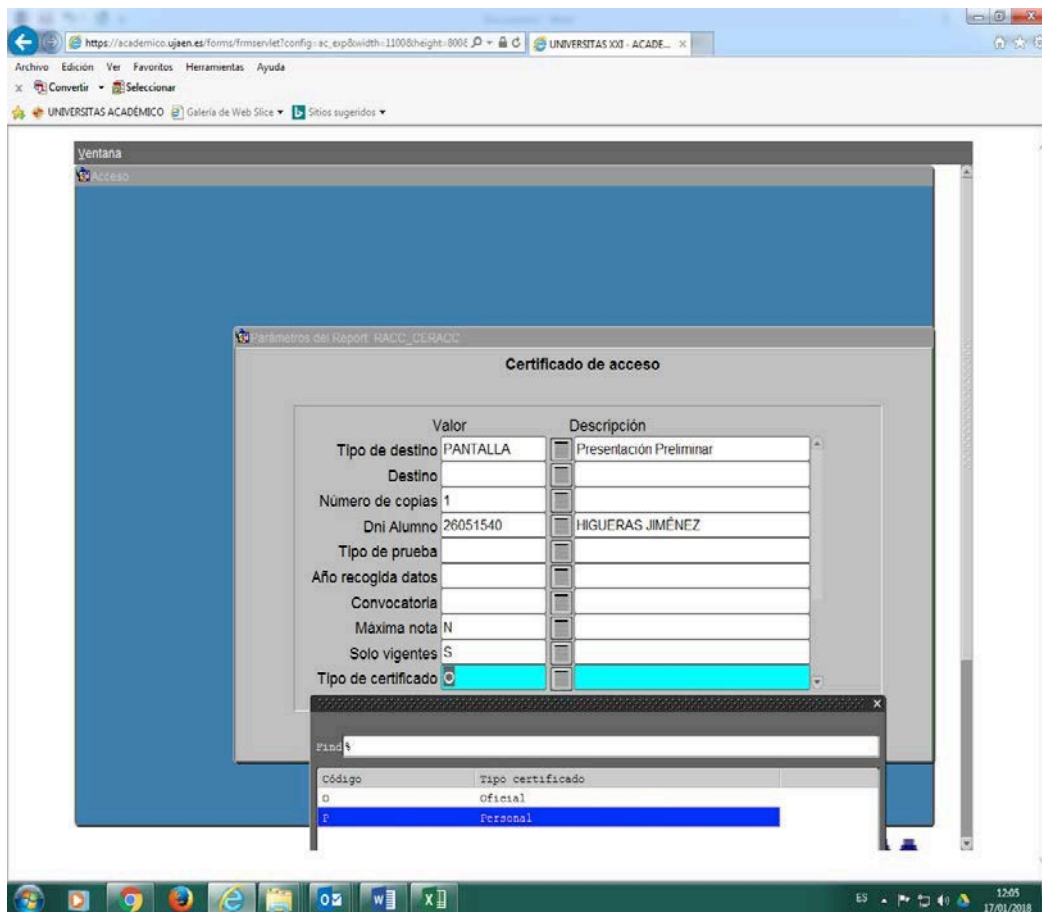 https://academico.ujaen.es/forms/frmservlet?config=ac_exp&width=1100&height=800& UNIVERSITAS XXI - ACADE...
Archivo Edición Ver Favoritos Herramientas Ayuda
x Convertir Seleccionar
UNIVERSITAS ACADÉMICO Galería de Web Slice Sitios sugeridos
Ventana
Acceso
Parámetros del Report: RACC_CERACC
Certificado de acceso
Valor Descripción
Tipo de destino PANTALLA Presentación Preliminar
Destino
Número de copias 1
Dni Alumno 26051540 HIGUERAS JIMÉNEZ
Tipo de prueba
Año recogida datos
Convocatoria
Máxima nota N
Solo vigentes S
Tipo de certificado O
Find %
Código Tipo certificado
O Oficial
P Personal
ES 12:05
17/01/2018